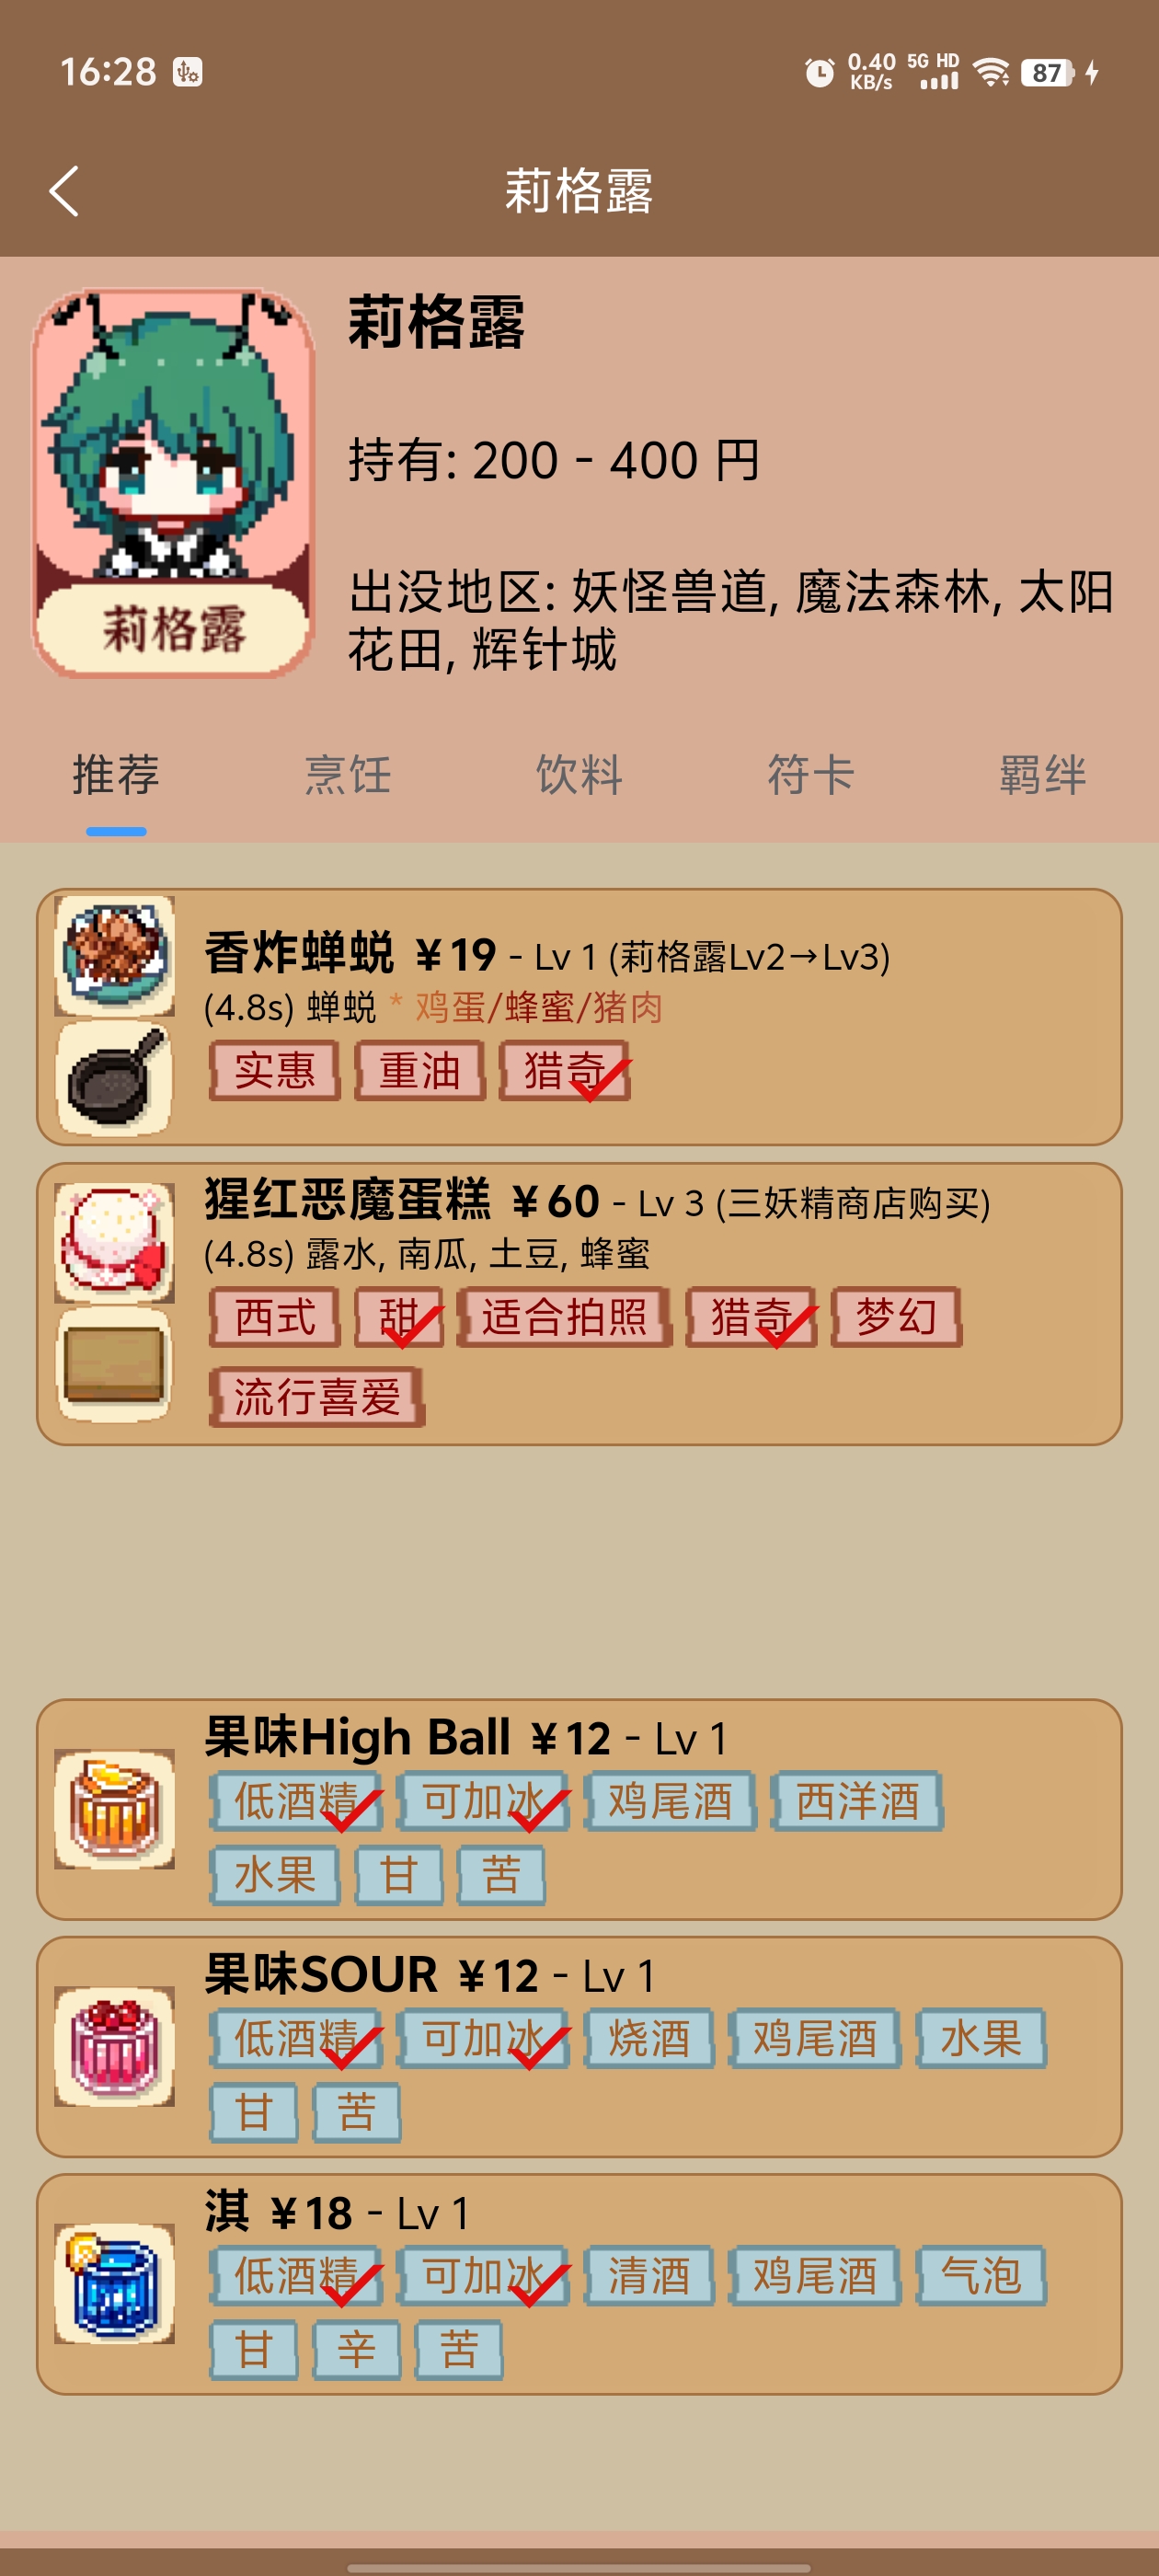 16:28
0.40 KB/s 5G HD 87
莉格露
莉格露
持有: 200 - 400 円
出没地区: 妖怪兽道, 魔法森林, 太阳
花田, 辉针城
莉格露
推荐 烹饪 饮料 符卡 羁绊
香炸蝉蜕 ¥19 - Lv 1 (莉格露Lv2→Lv3)
(4.8s) 蝉蜕 * 鸡蛋/蜂蜜/猪肉
实惠 重油 猎奇
猩红恶魔蛋糕 ¥60 - Lv 3 (三妖精商店购买)
(4.8s) 露水, 南瓜, 土豆, 蜂蜜
西式 甜 适合拍照 猎奇 梦幻
流行喜爱
果味High Ball ¥12 - Lv 1
低酒精 可加冰 鸡尾酒 西洋酒
水果 甘 苦
果味SOUR ¥12 - Lv 1
低酒精 可加冰 烧酒 鸡尾酒 水果
甘 苦
淇 ¥18 - Lv 1
低酒精 可加冰 清酒 鸡尾酒 气泡
甘 辛 苦